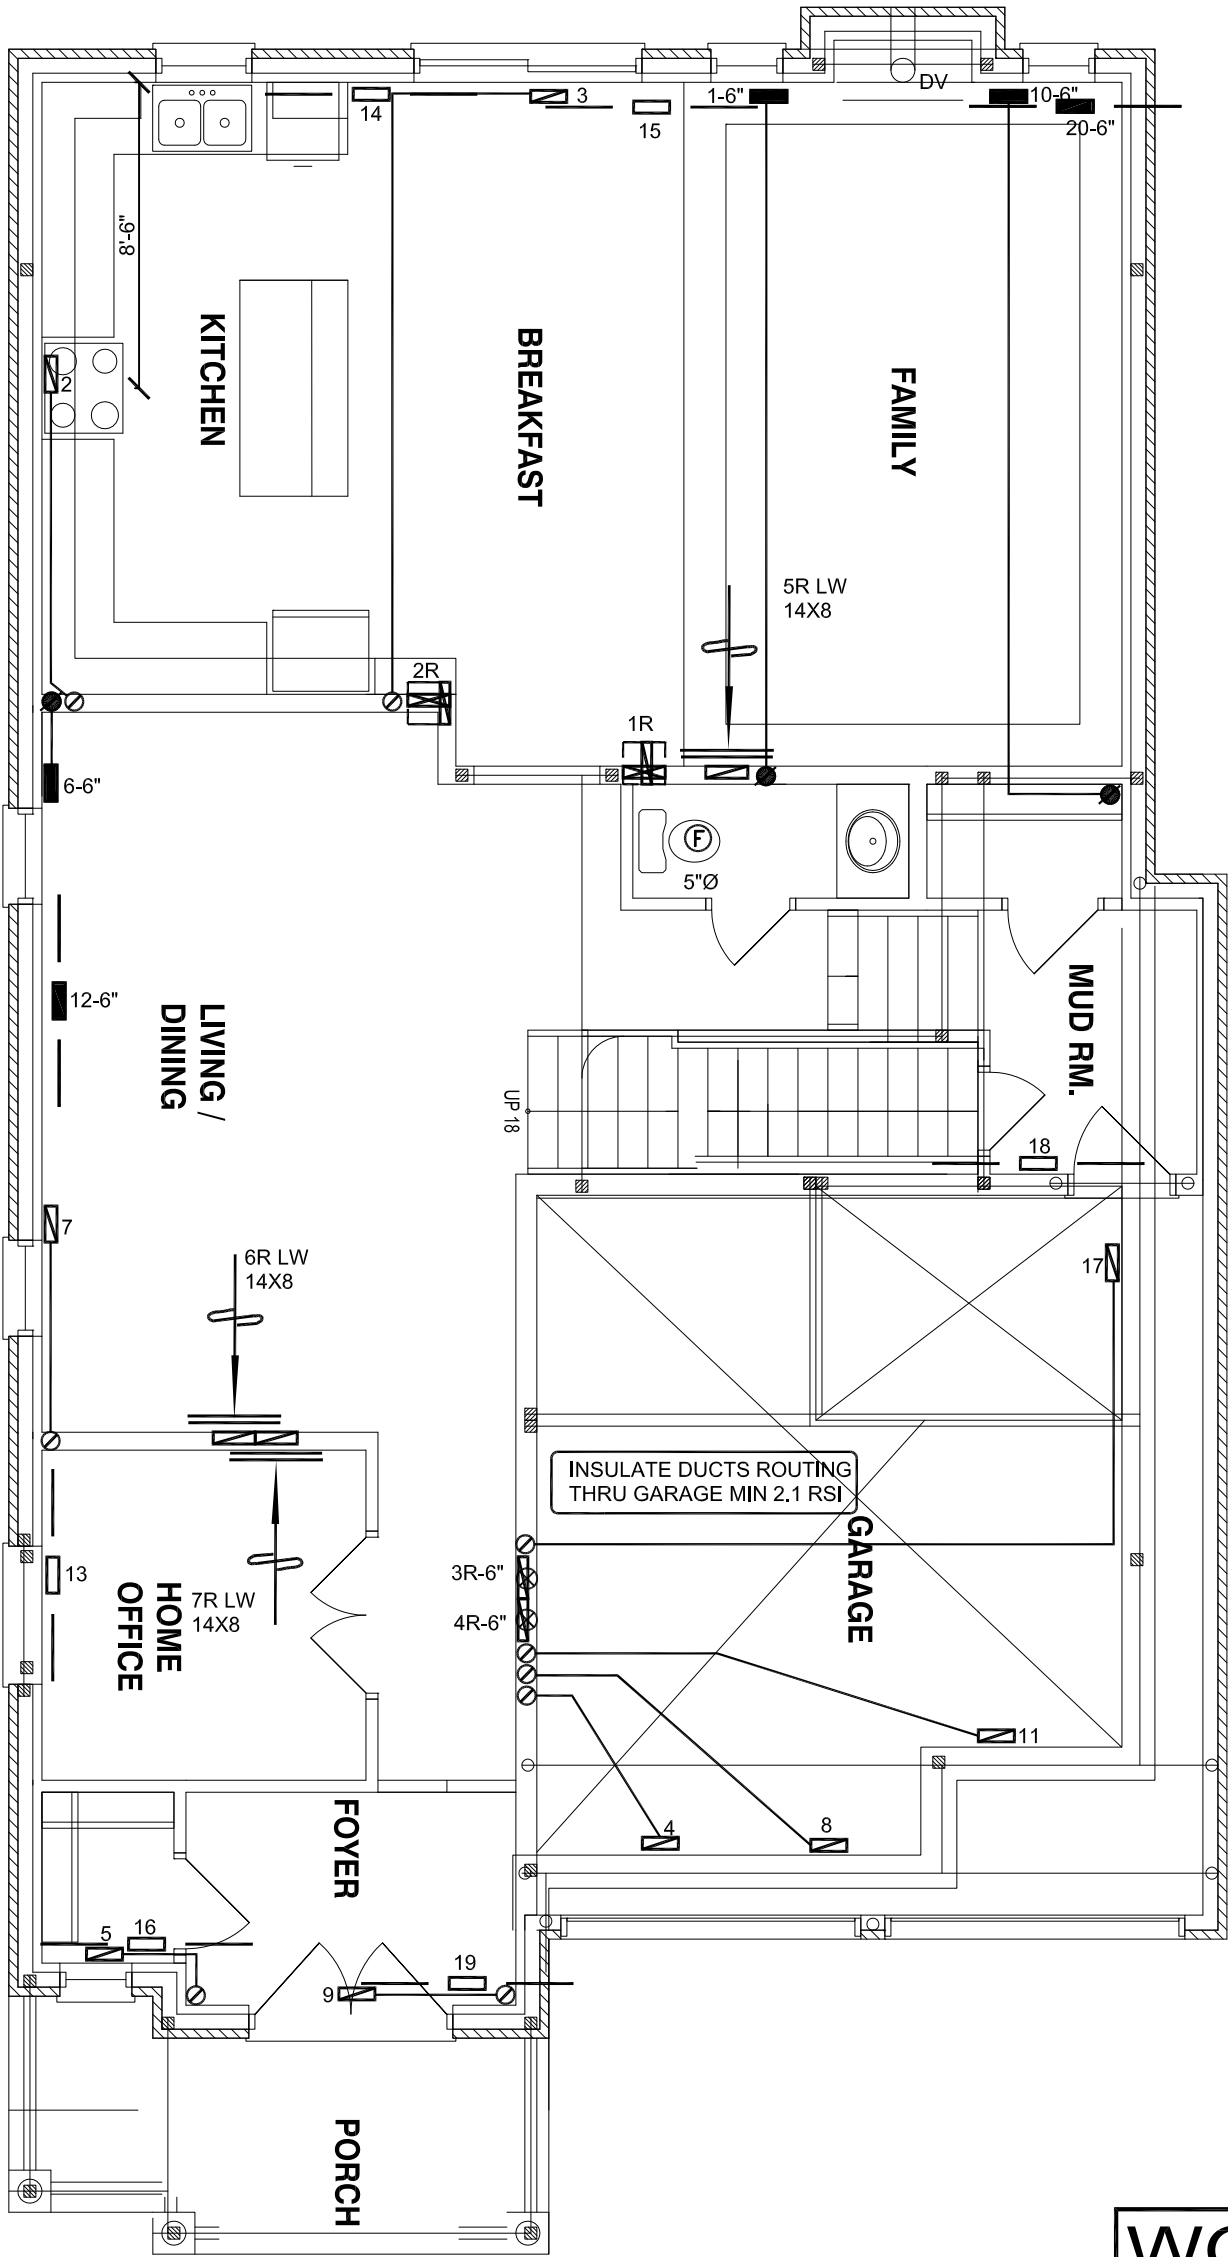 14
3
15
1-6"
DV
10-6"
20-6"
8'-6"
KITCHEN
BREAKFAST
FAMILY
2
5R LW
14X8
2R
1R
6-6"
F
5"Ø
12-6"
LIVING /
DINING
MUD RM.
UP 18
18
7
6R LW
14X8
17
INSULATE DUCTS ROUTING
THRU GARAGE MIN 2.1 RSI
GARAGE
3R-6"
4R-6"
13
HOME
OFFICE
7R LW
14X8
11
4
8
FOYER
5
16
19
9
PORCH